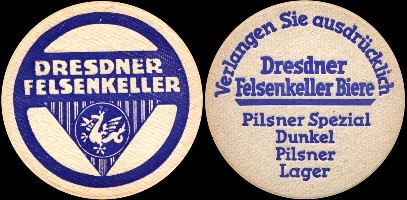 DRESDNER
FELSENKELLER
Verlangen Sie ausdrücklich
Dresdner
Felsenkeller Biere
Pilsner Spezial
Dunkel
Pilsner
Lager